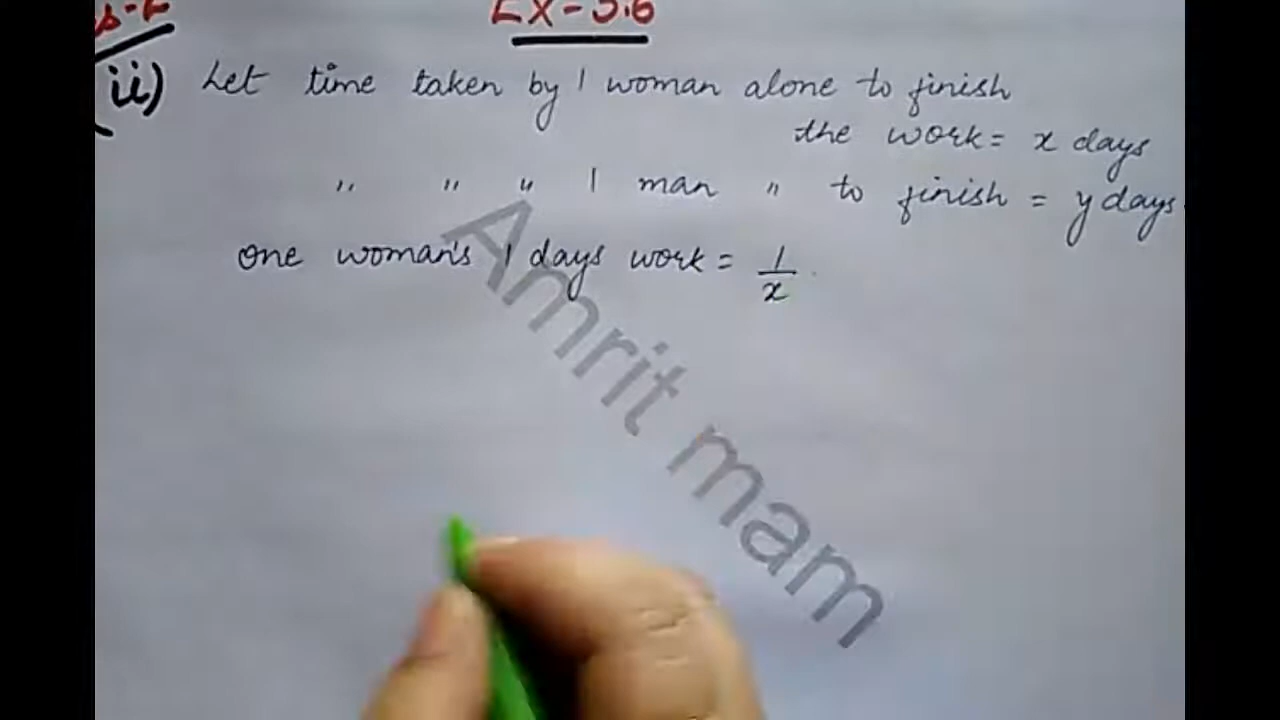 Ex-3.6
(ii) Let time taken by 1 woman alone to finish
the work = x days
" " " 1 man " to finish = y days.
One woman's 1 days work = 1/x
Amrit mam